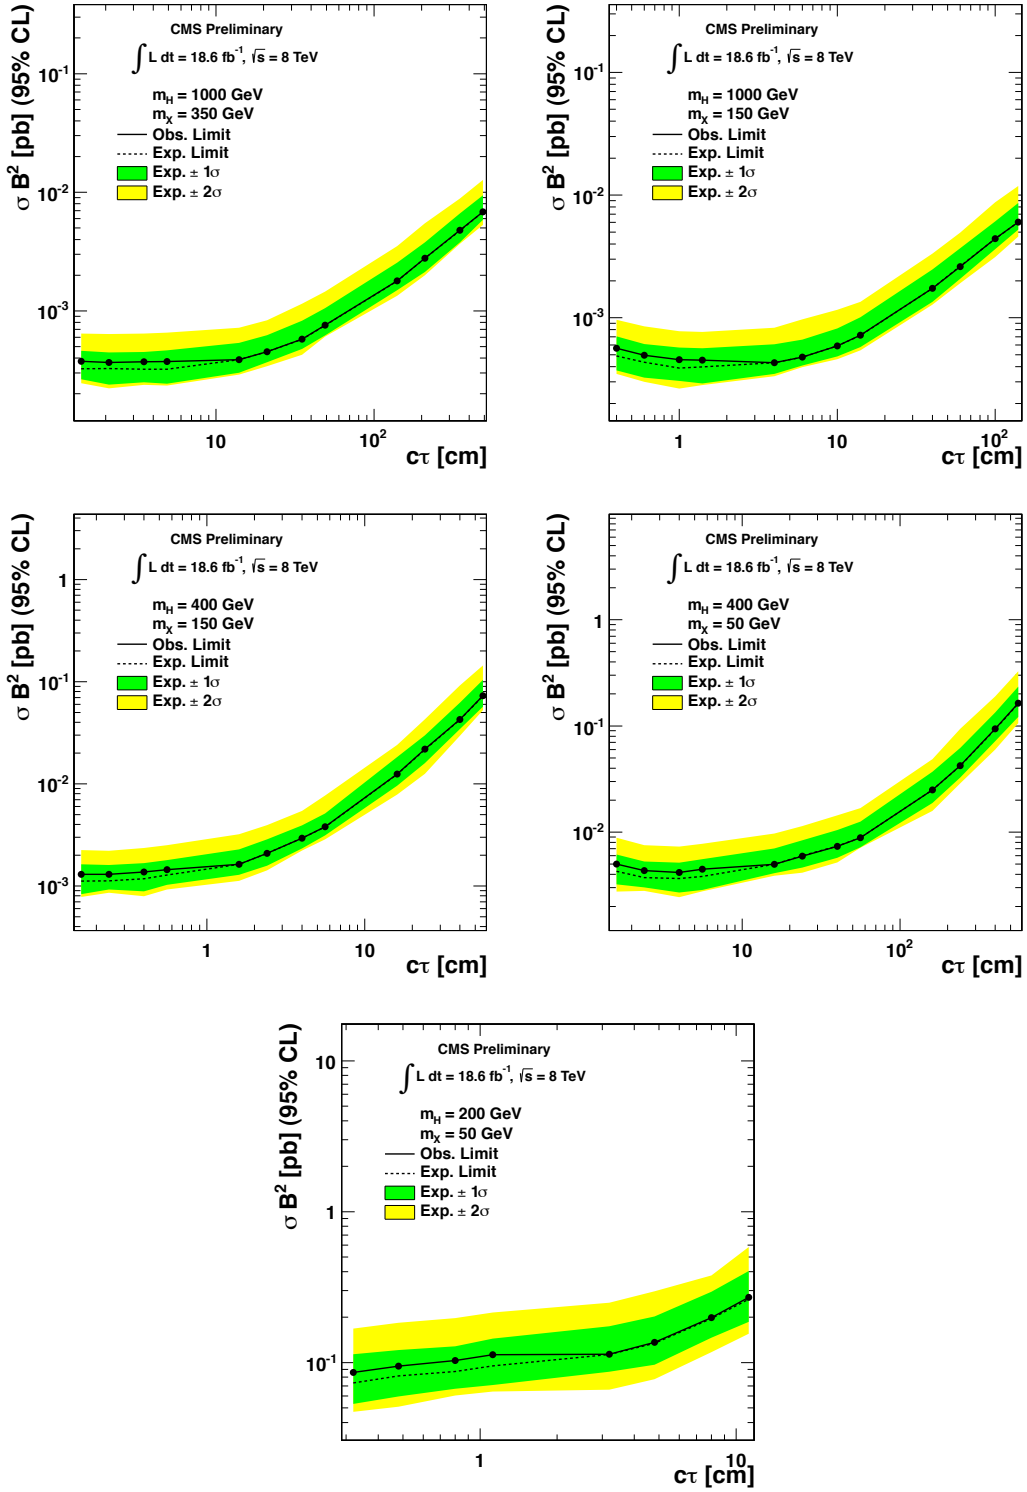 CMS Preliminary
∫ L dt = 18.6 fb⁻¹, √s = 8 TeV
m_H = 1000 GeV
m_X = 350 GeV
Obs. Limit
Exp. Limit
Exp. ± 1σ
Exp. ± 2σ
σ B² [pb] (95% CL)
10⁻¹
10⁻²
10⁻³
10
10²
cτ [cm]
CMS Preliminary
∫ L dt = 18.6 fb⁻¹, √s = 8 TeV
m_H = 1000 GeV
m_X = 150 GeV
Obs. Limit
Exp. Limit
Exp. ± 1σ
Exp. ± 2σ
σ B² [pb] (95% CL)
10⁻¹
10⁻²
10⁻³
1
10
10²
cτ [cm]
CMS Preliminary
∫ L dt = 18.6 fb⁻¹, √s = 8 TeV
m_H = 400 GeV
m_X = 150 GeV
Obs. Limit
Exp. Limit
Exp. ± 1σ
Exp. ± 2σ
σ B² [pb] (95% CL)
1
10⁻¹
10⁻²
10⁻³
1
10
cτ [cm]
CMS Preliminary
∫ L dt = 18.6 fb⁻¹, √s = 8 TeV
m_H = 400 GeV
m_X = 50 GeV
Obs. Limit
Exp. Limit
Exp. ± 1σ
Exp. ± 2σ
σ B² [pb] (95% CL)
1
10⁻¹
10⁻²
10⁻³
10
10²
cτ [cm]
CMS Preliminary
∫ L dt = 18.6 fb⁻¹, √s = 8 TeV
m_H = 200 GeV
m_X = 50 GeV
Obs. Limit
Exp. Limit
Exp. ± 1σ
Exp. ± 2σ
σ B² [pb] (95% CL)
10
1
10⁻¹
1
10
cτ [cm]